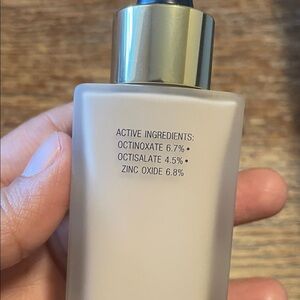 ACTIVE INGREDIENTS:
OCTINOXATE 6.7%•
OCTISALATE 4.5%•
ZINC OXIDE 6.8%